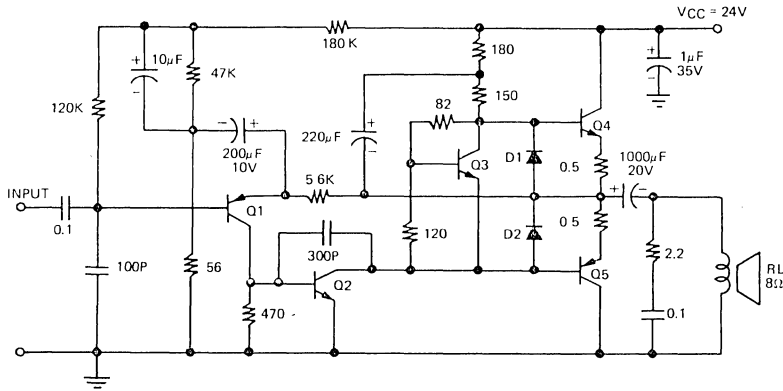 VCC = 24V
180 K
180
10µF
47K
1µF
35V
150
120K
82
Q4
200µF
10V
220µF
Q3
D1
0.5
1000µF
20V
INPUT
5 6K
Q1
0.1
0 5
300P
120
D2
2.2
100P
56
Q2
Q5
RL
8Ω
470
0.1